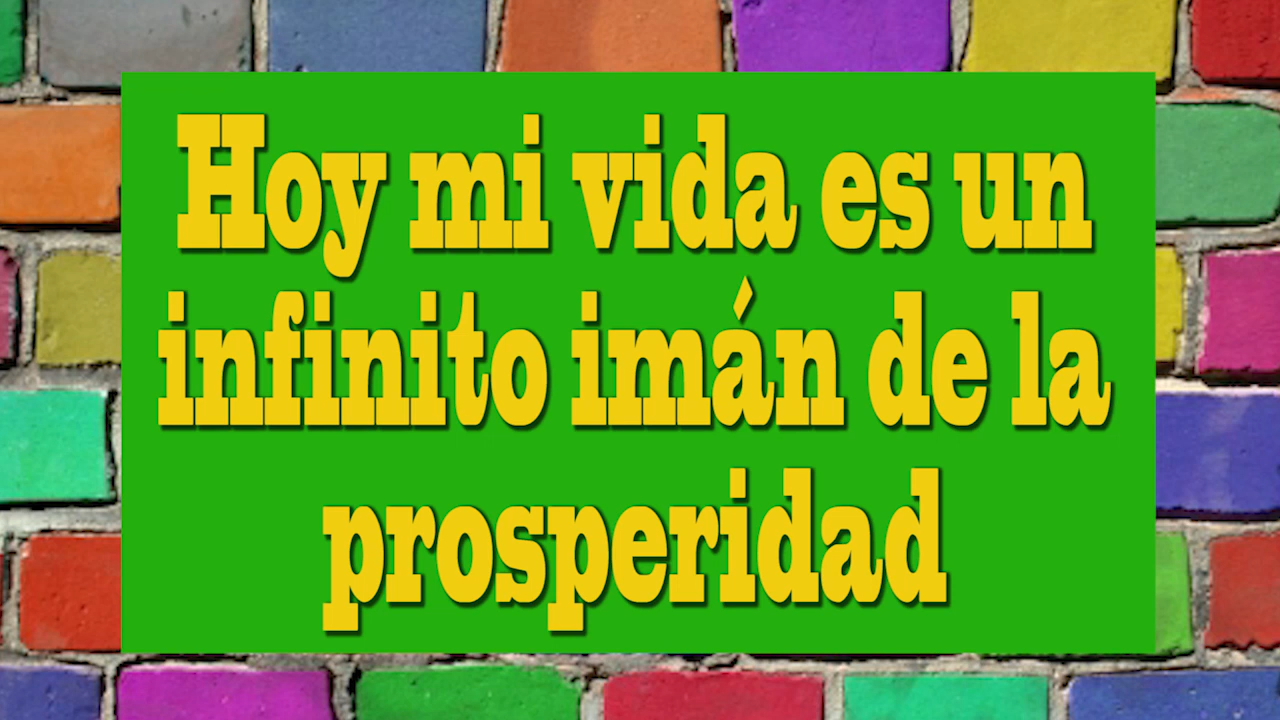 Hoy mi vida es un
infinito imán de la
prosperidad